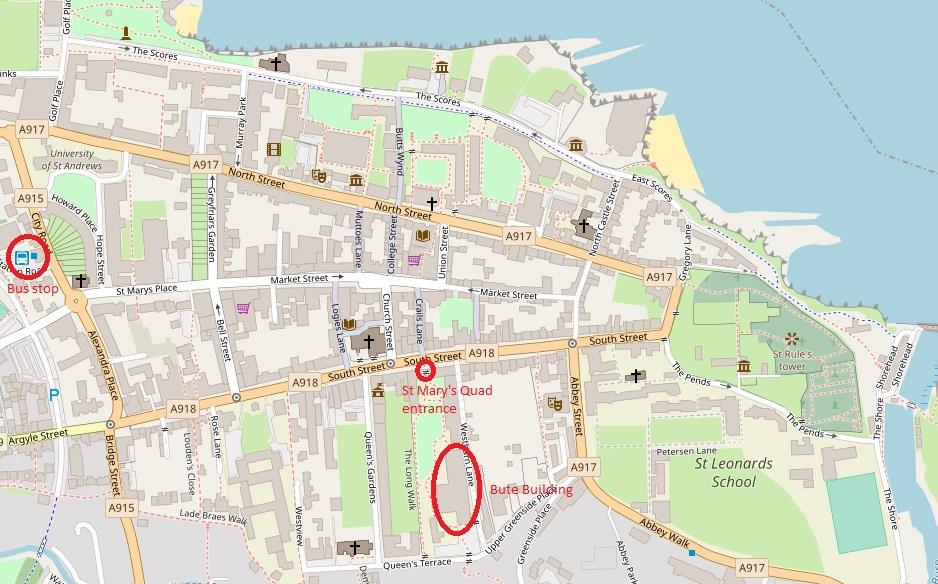 Golf Place
The Scores
inks
Golf Place
A917
Murray Park
The Scores
University
of St Andrews
A917
North Street
Butts Wynd
East Scores
A915
Howard Place
City Road
Hope Street
Greyfriars Garden
North Street
A917
North Castle Street
Gregory Lane
Muttoes Lane
College Street
Union Street
A917
Bus stop
St Marys Place
Market Street
Market Street
Bell Street
Logies Lane
Church Street
Crails Lane
Alexandra Place
South Street
A918
South Street
South Street
A918
St Rule's
tower
The Pends
Shorehead
Shorehead
St Mary's Quad
entrance
P
A918
Argyle Street
Abbey Street
The Pends
The Shore
Rose Lane
Louden's Close
Bridge Street
Queen's Gardens
The Long Walk
Westburn Lane
Petersen Lane
St Leonards
School
A917
Bute Building
A915
Lade Braes Walk
Westview
Upper Greenside Place
Greenside Place
Abbey Walk
Abbey Park
A917
Queen's Terrace